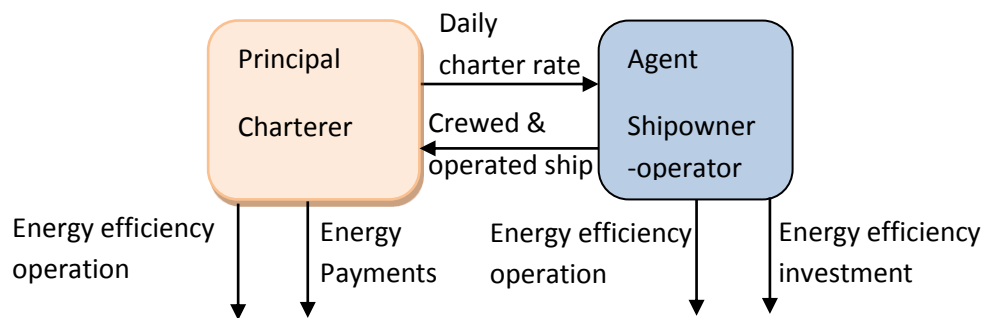 Principal
Charterer
Daily
charter rate
Crewed &
operated ship
Agent
Shipowner
-operator
Energy efficiency
operation
Energy
Payments
Energy efficiency
operation
Energy efficiency
investment